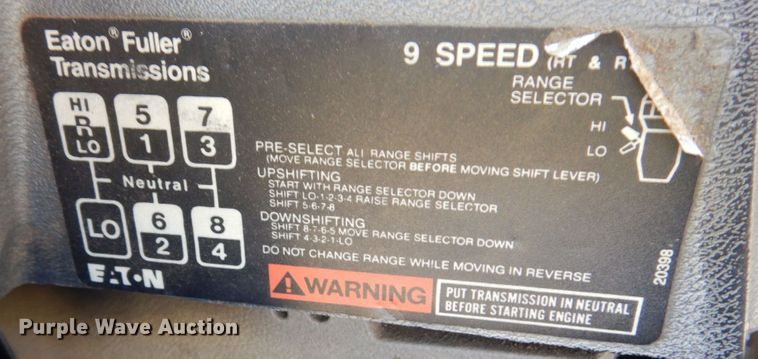 Eaton® Fuller®
Transmissions
9 SPEED (RT & R
RANGE
SELECTOR
HI
LO
HI 5 7
R 1 3
LO
Neutral
LO 6 8
2 4
EATON
PRE-SELECT ALL RANGE SHIFTS
(MOVE RANGE SELECTOR BEFORE MOVING SHIFT LEVER)
UPSHIFTING
START WITH RANGE SELECTOR DOWN
SHIFT LO-1-2-3-4 RAISE RANGE SELECTOR
SHIFT 5-6-7-8
DOWNSHIFTING
SHIFT 8-7-6-5 MOVE RANGE SELECTOR DOWN
SHIFT 4-3-2-1-LO
DO NOT CHANGE RANGE WHILE MOVING IN REVERSE
WARNING
PUT TRANSMISSION IN NEUTRAL
BEFORE STARTING ENGINE
20398
Purple Wave Auction